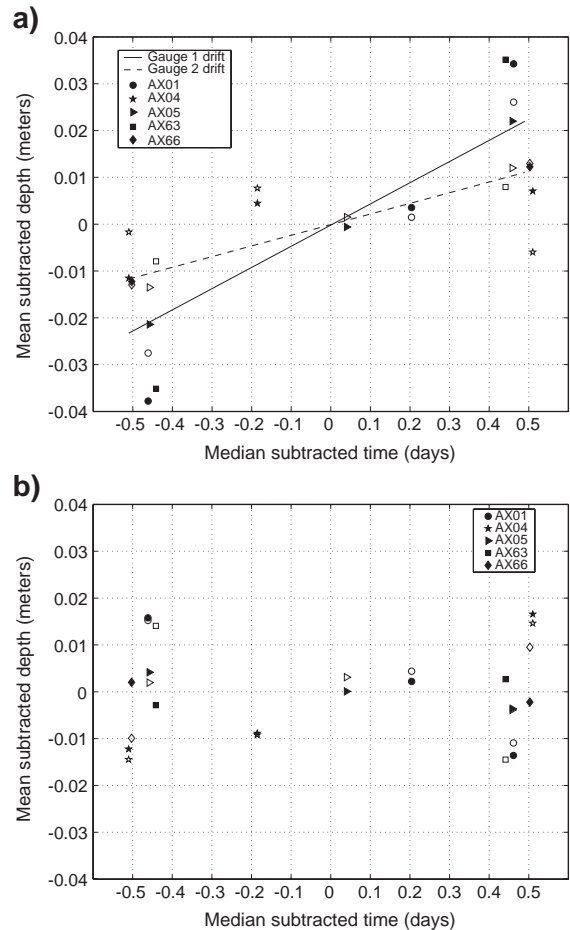 a)
0.04
0.03
0.02
0.01
0
-0.01
-0.02
-0.03
-0.04
Mean subtracted depth (meters)
Gauge 1 drift
Gauge 2 drift
AX01
AX04
AX05
AX63
AX66
-0.5 -0.4 -0.3 -0.2 -0.1 0 0.1 0.2 0.3 0.4 0.5
Median subtracted time (days)
b)
0.04
0.03
0.02
0.01
0
-0.01
-0.02
-0.03
-0.04
Mean subtracted depth (meters)
AX01
AX04
AX05
AX63
AX66
-0.5 -0.4 -0.3 -0.2 -0.1 0 0.1 0.2 0.3 0.4 0.5
Median subtracted time (days)